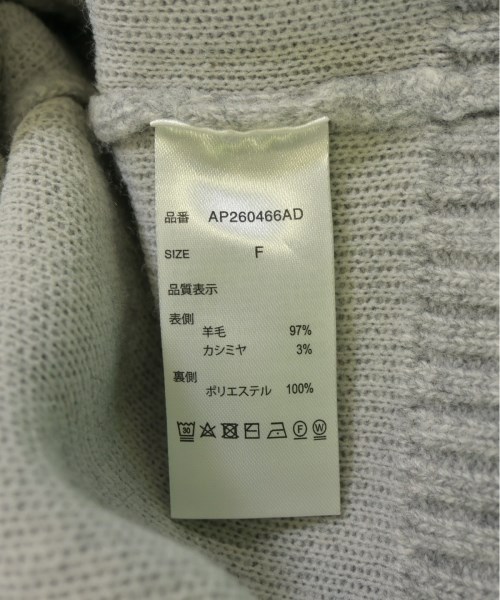 品番 AP260466AD
SIZE F
品質表示
表側
羊毛 97%
カシミヤ 3%
裏側
ポリエステル 100%
30 F W